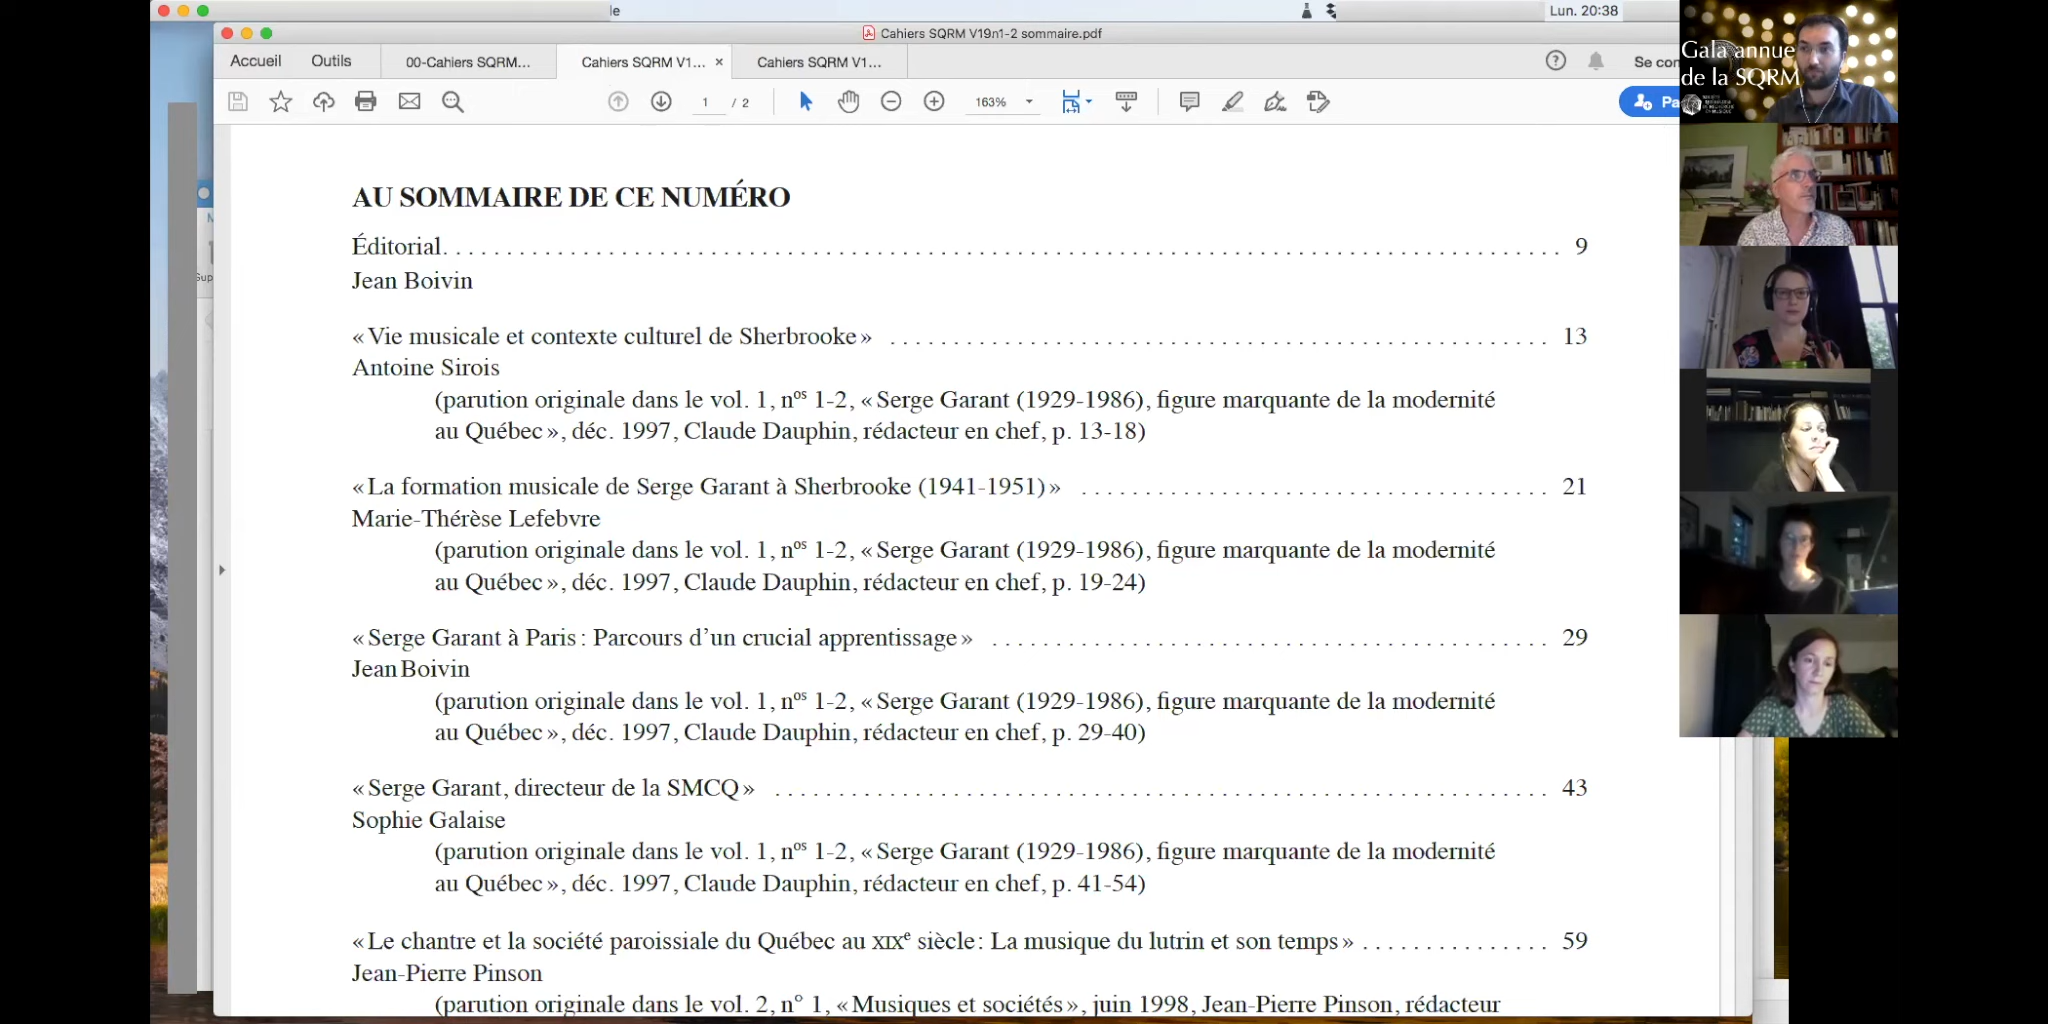 le
Lun. 20:38
Cahiers SQRM V19n1-2 sommaire.pdf
Accueil
Outils
00-Cahiers SQRM...
Cahiers SQRM V1... ×
Cahiers SQRM V1...
Se con
1 / 2
163%
Pa
AU SOMMAIRE DE CE NUMÉRO
Éditorial. . . . . . . . . . . . . . . . . . . . . . . . . . . . . . 9
Jean Boivin
« Vie musicale et contexte culturel de Sherbrooke » . . . . . . . . . . . . . . . . . . . . 13
Antoine Sirois
(parution originale dans le vol. 1, nos 1-2, « Serge Garant (1929-1986), figure marquante de la modernité
au Québec », déc. 1997, Claude Dauphin, rédacteur en chef, p. 13-18)
« La formation musicale de Serge Garant à Sherbrooke (1941-1951) » . . . . . . . . . . . . . . . 21
Marie-Thérèse Lefebvre
(parution originale dans le vol. 1, nos 1-2, « Serge Garant (1929-1986), figure marquante de la modernité
au Québec », déc. 1997, Claude Dauphin, rédacteur en chef, p. 19-24)
« Serge Garant à Paris : Parcours d’un crucial apprentissage » . . . . . . . . . . . . . . . . . . 29
Jean Boivin
(parution originale dans le vol. 1, nos 1-2, « Serge Garant (1929-1986), figure marquante de la modernité
au Québec », déc. 1997, Claude Dauphin, rédacteur en chef, p. 29-40)
« Serge Garant, directeur de la SMCQ » . . . . . . . . . . . . . . . . . . . . . . . . 43
Sophie Galaise
(parution originale dans le vol. 1, nos 1-2, « Serge Garant (1929-1986), figure marquante de la modernité
au Québec », déc. 1997, Claude Dauphin, rédacteur en chef, p. 41-54)
« Le chantre et la société paroissiale du Québec au XIXe siècle : La musique du lutrin et son temps » . . . . . . 59
Jean-Pierre Pinson
(parution originale dans le vol. 2, n° 1, « Musiques et sociétés », juin 1998, Jean-Pierre Pinson, rédacteur
Gala annue
de la SQRM